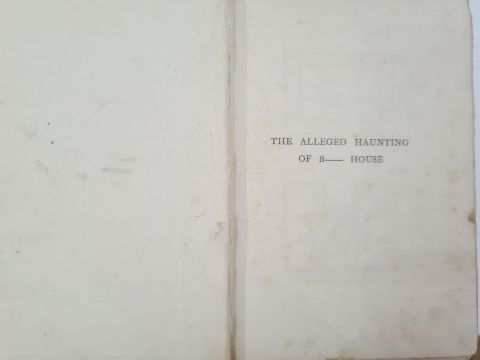 THE ALLEGED HAUNTING
OF B—— HOUSE